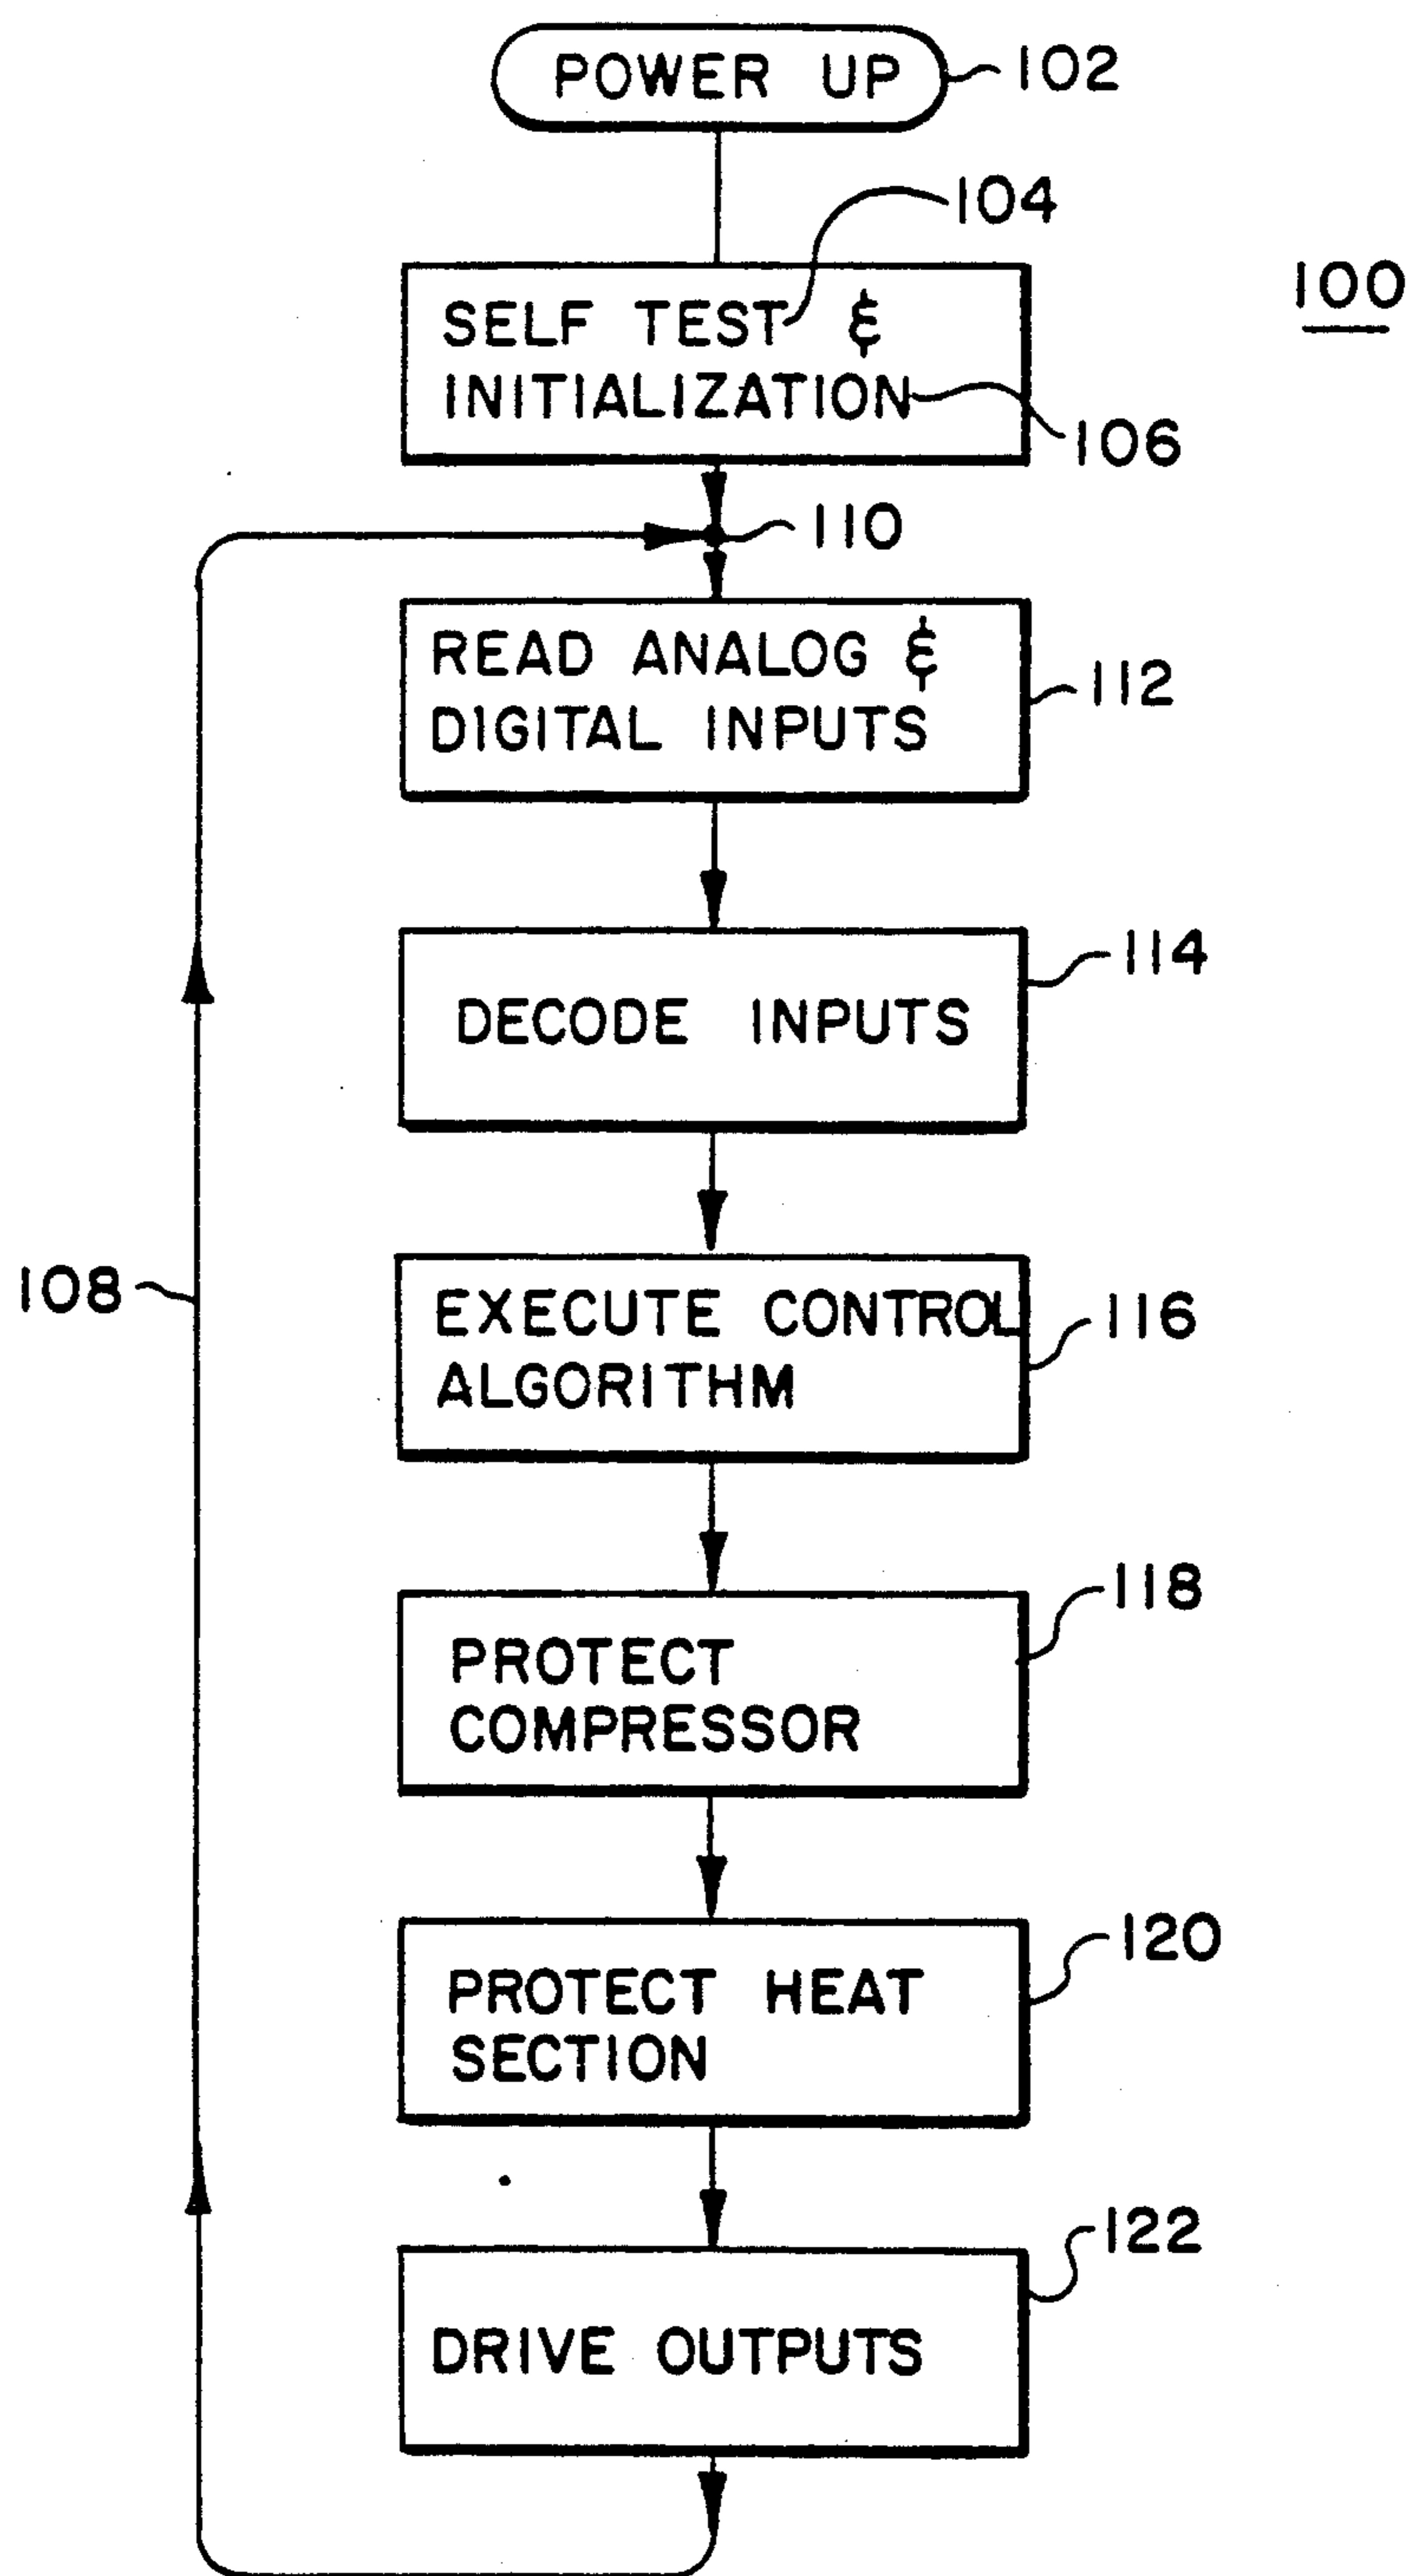 POWER UP
102
104
100
SELF TEST &
INITIALIZATION
106
110
READ ANALOG &
DIGITAL INPUTS
112
114
DECODE INPUTS
108
EXECUTE CONTROL
ALGORITHM
116
118
PROTECT
COMPRESSOR
120
PROTECT HEAT
SECTION
122
DRIVE OUTPUTS